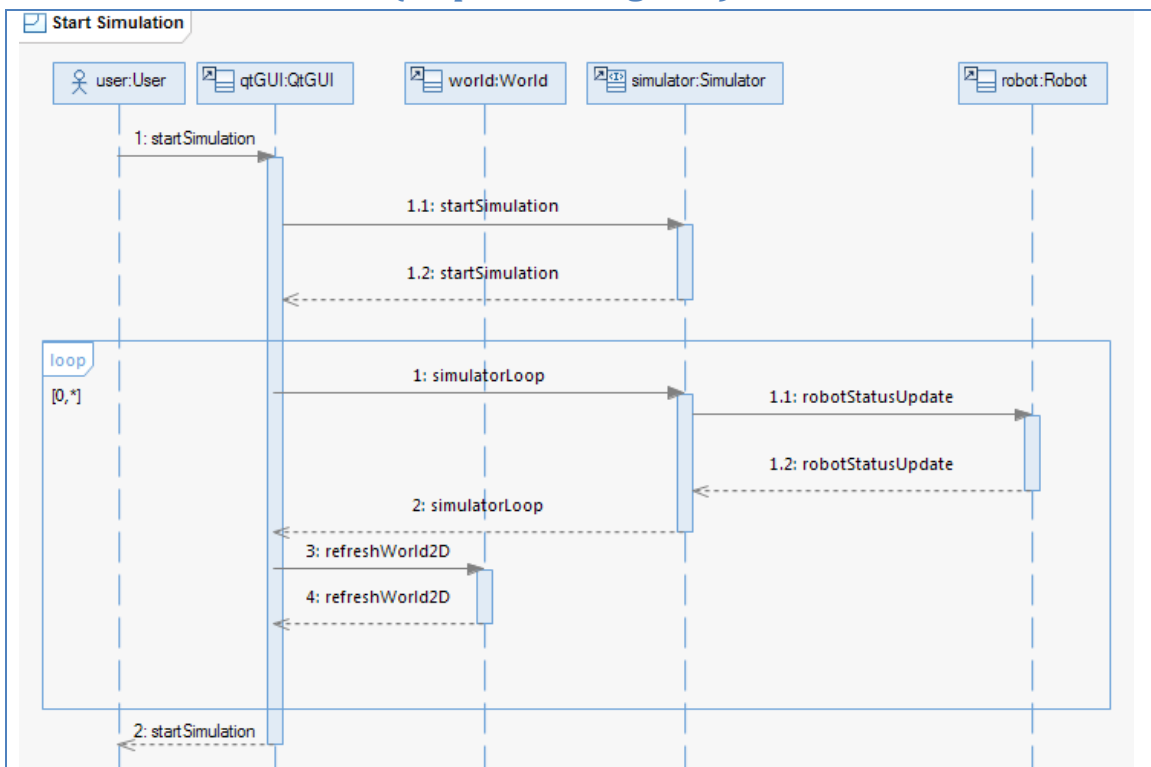 Start Simulation
user:User
qtGUI:QtGUI
world:World
simulator:Simulator
robot:Robot
1: startSimulation
1.1: startSimulation
1.2: startSimulation
loop
[0,*]
1: simulatorLoop
1.1: robotStatusUpdate
1.2: robotStatusUpdate
2: simulatorLoop
3: refreshWorld2D
4: refreshWorld2D
2: startSimulation